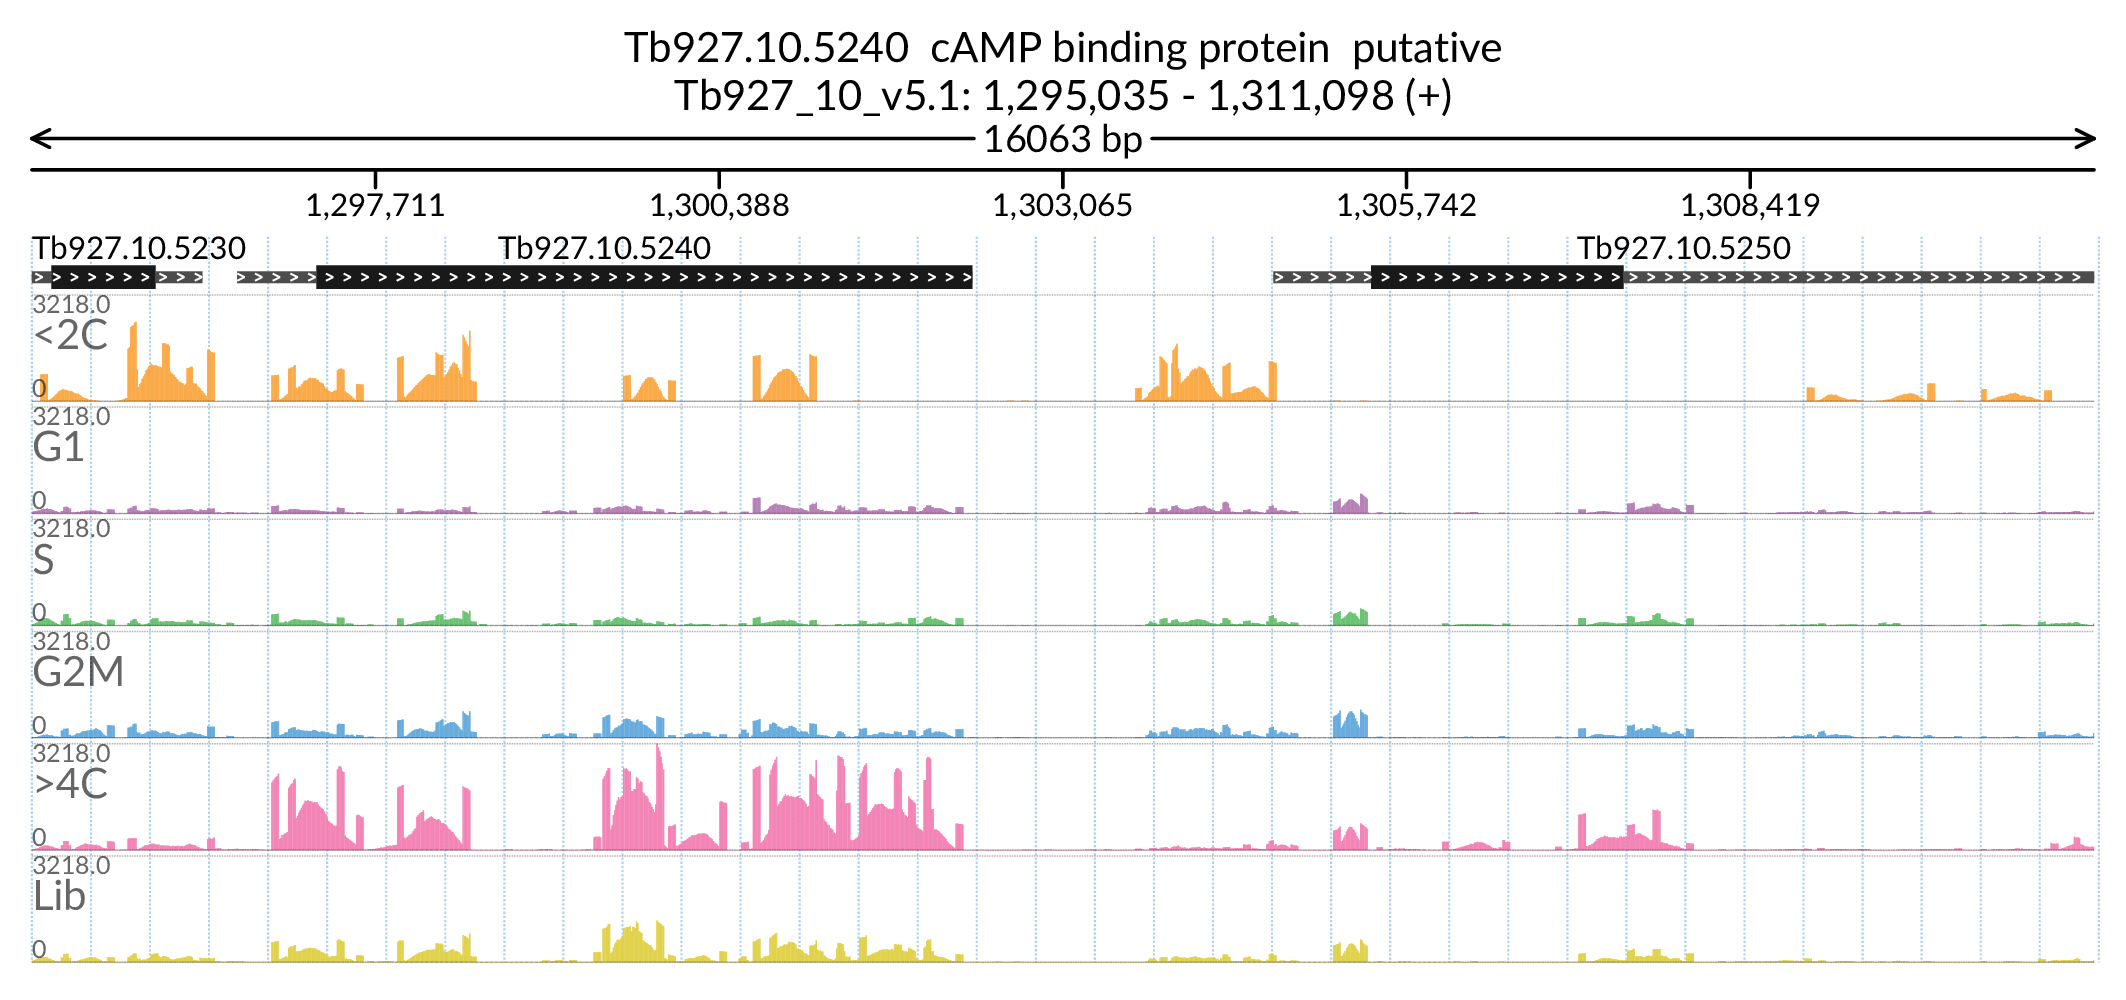 Tb927.10.5240  cAMP binding protein  putative
Tb927_10_v5.1: 1,295,035 - 1,311,098 (+)
16063 bp
1,297,711 1,300,388 1,303,065 1,305,742 1,308,419
Tb927.10.5230 Tb927.10.5240 Tb927.10.5250
3218.0
<2C
0
3218.0
G1
0
3218.0
S
0
3218.0
G2M
0
3218.0
>4C
0
3218.0
Lib
0